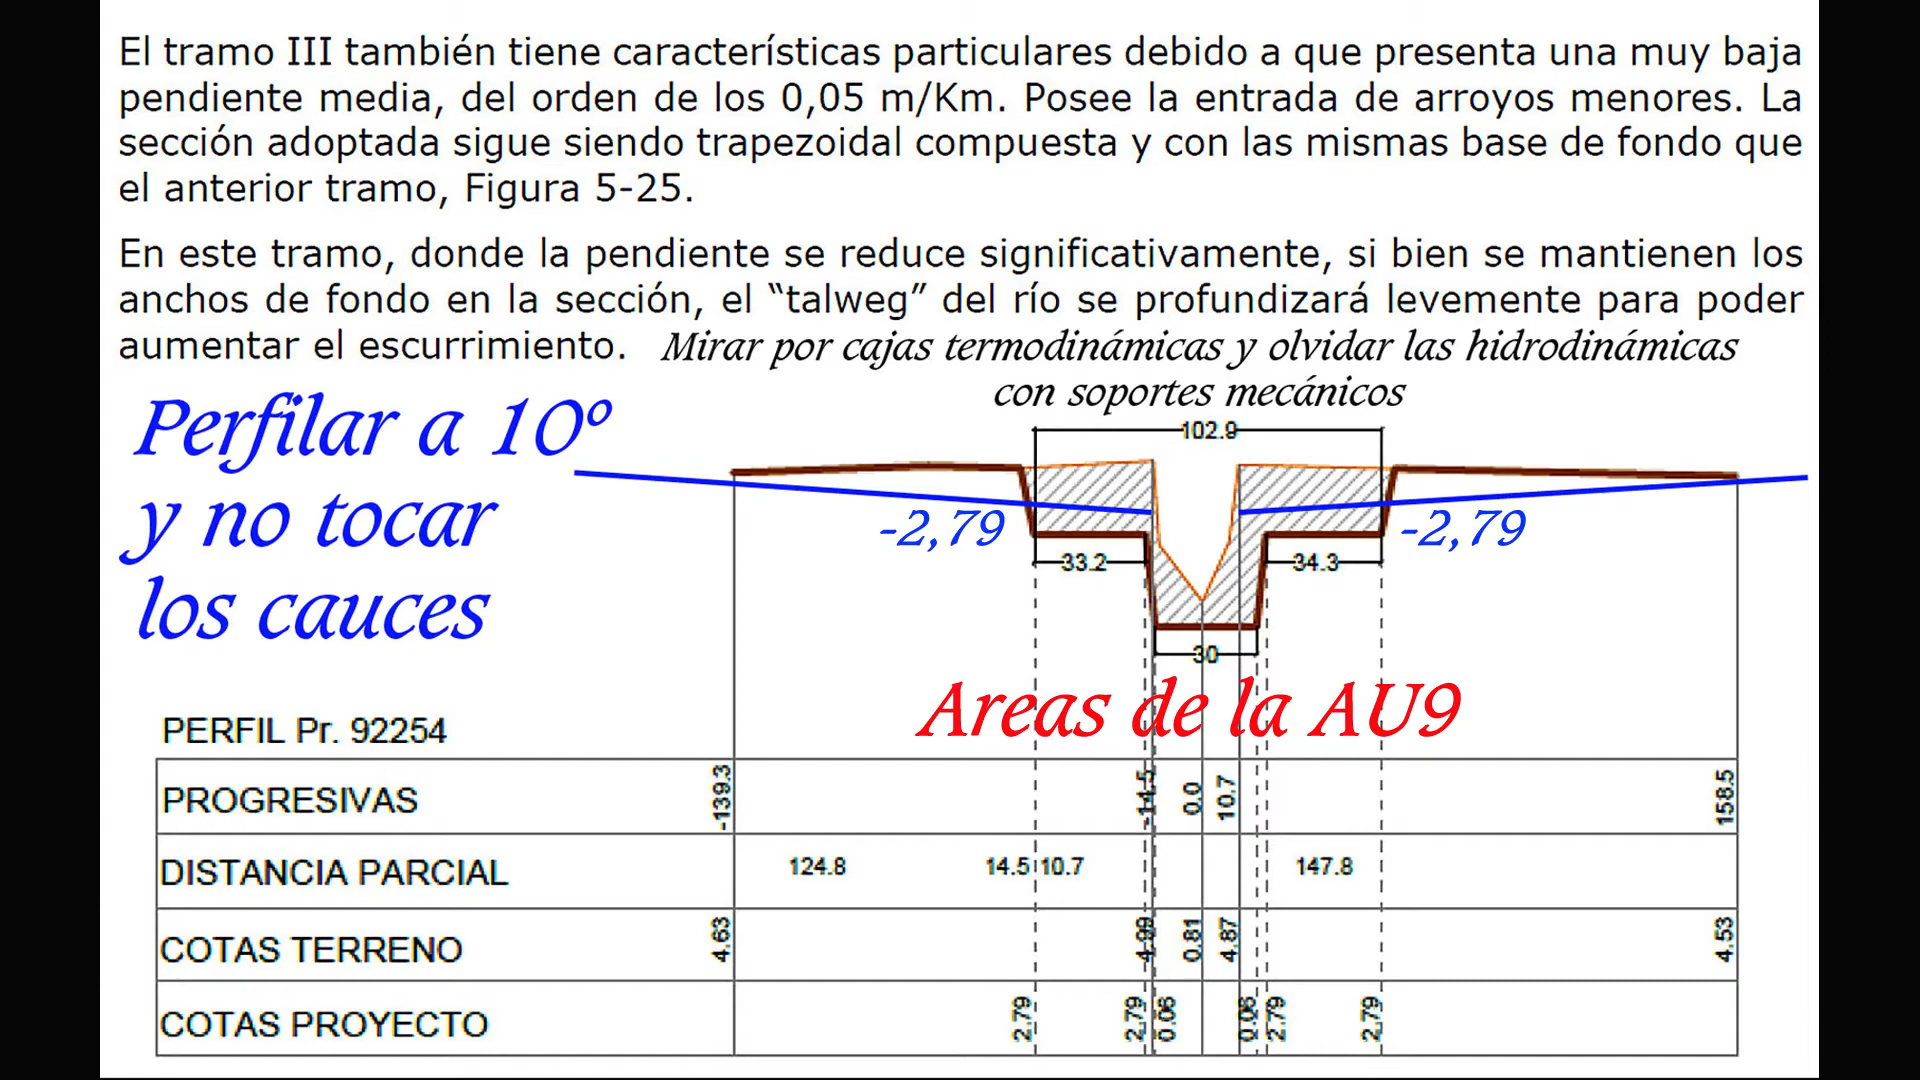 El tramo III también tiene características particulares debido a que presenta una muy baja
pendiente media, del orden de los 0,05 m/Km. Posee la entrada de arroyos menores. La
sección adoptada sigue siendo trapezoidal compuesta y con las mismas base de fondo que
el anterior tramo, Figura 5-25.
En este tramo, donde la pendiente se reduce significativamente, si bien se mantienen los
anchos de fondo en la sección, el “talweg” del río se profundizará levemente para poder
aumentar el escurrimiento. Mirar por cajas termodinámicas y olvidar las hidrodinámicas
con soportes mecánicos
Perfilar a 10º
y no tocar
los cauces
102.9
-2,79 -2,79
33.2 34.3
30
Areas de la AU9
PERFIL Pr. 92254
PROGRESIVAS -139.3 -14.5 0.0 10.7 158.5
DISTANCIA PARCIAL 124.8 14.5 10.7 147.8
COTAS TERRENO 4.63 4.99 0.81 4.87 4.53
COTAS PROYECTO 2.79 2.79 0.06 0.06 2.79 2.79